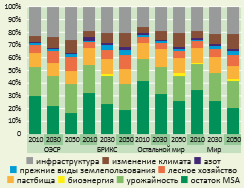 100%
90%
80%
70%
60%
50%
40%
30%
20%
10%
0
2010 2030 2050 2010 2030 2050 2010 2030 2050 2010 2030 2050
ОЭСР БРИКС Остальной мир Мир
инфраструктура изменение климата азот
прежние виды землепользования лесное хозяйство
пастбища биоэнергия урожайность остаток MSA